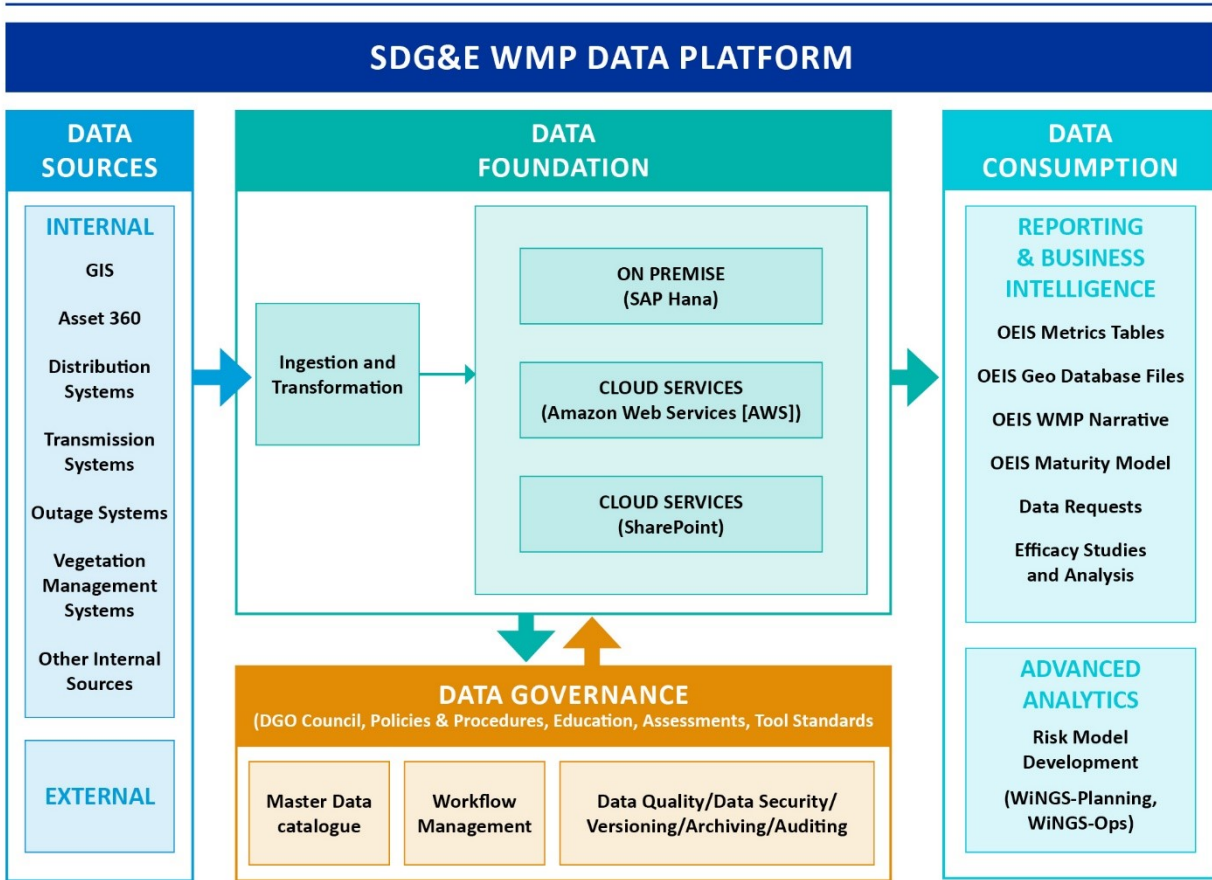 SDG&E WMP DATA PLATFORM
DATA
SOURCES
INTERNAL
GIS
Asset 360
Distribution
Systems
Transmission
Systems
Outage Systems
Vegetation
Management
Systems
Other Internal
Sources
EXTERNAL
DATA
FOUNDATION
Ingestion and
Transformation
ON PREMISE
(SAP Hana)
CLOUD SERVICES
(Amazon Web Services [AWS])
CLOUD SERVICES
(SharePoint)
DATA GOVERNANCE
(DGO Council, Policies & Procedures, Education, Assessments, Tool Standards
Master Data
catalogue
Workflow
Management
Data Quality/Data Security/
Versioning/Archiving/Auditing
DATA
CONSUMPTION
REPORTING
& BUSINESS
INTELLIGENCE
OEIS Metrics Tables
OEIS Geo Database Files
OEIS WMP Narrative
OEIS Maturity Model
Data Requests
Efficacy Studies
and Analysis
ADVANCED
ANALYTICS
Risk Model
Development
(WiNGS-Planning,
WiNGS-Ops)